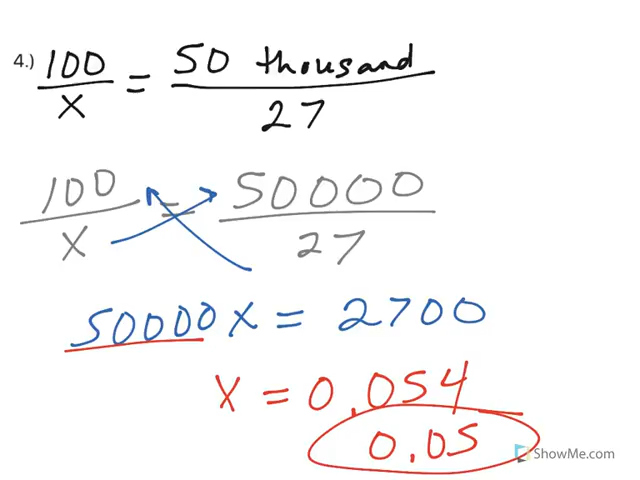 4.) 100/x = 50 thousand/27
100/x = 50000/27
50000x = 2700
x = 0.054
0.05
ShowMe.com